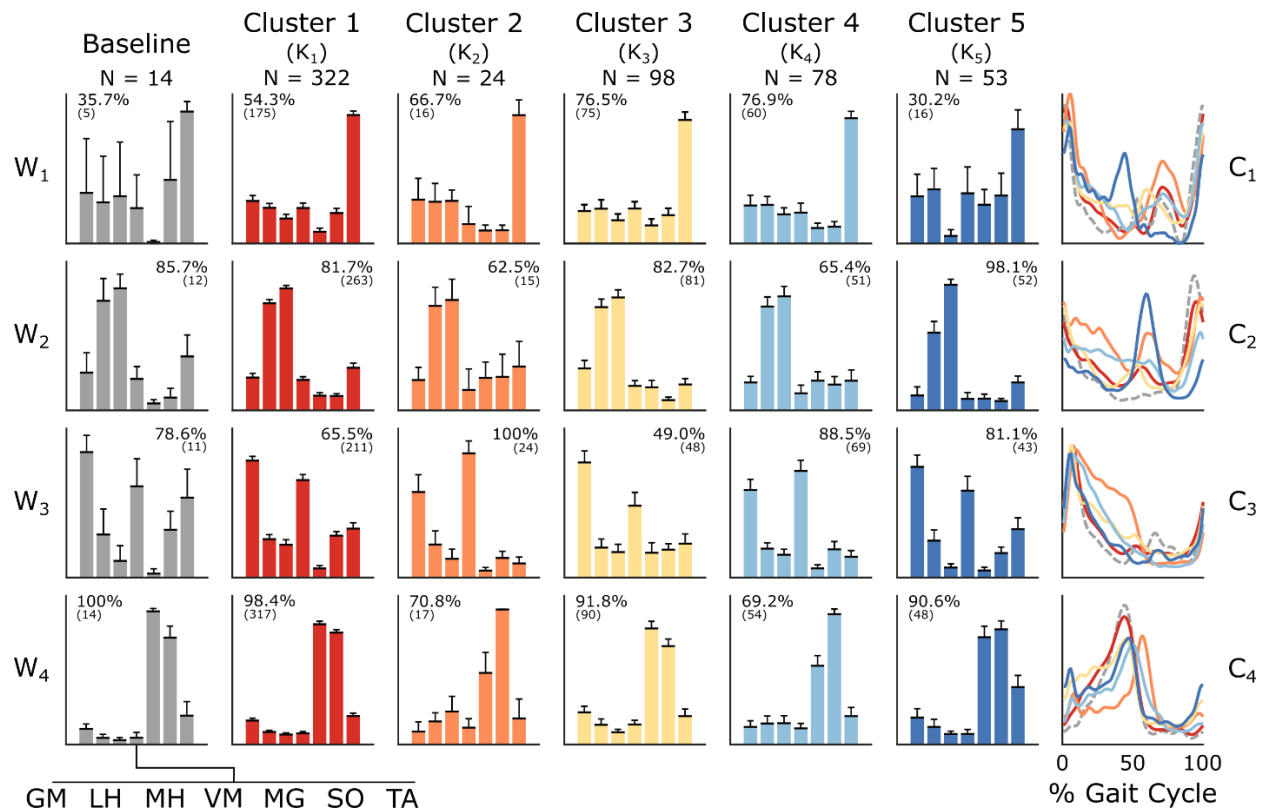 Baseline
N = 14
Cluster 1
(K₁)
N = 322
Cluster 2
(K₂)
N = 24
Cluster 3
(K₃)
N = 98
Cluster 4
(K₄)
N = 78
Cluster 5
(K₅)
N = 53
W₁
35.7%
(5)
54.3%
(175)
66.7%
(16)
76.5%
(75)
76.9%
(60)
30.2%
(16)
C₁
W₂
85.7%
(12)
81.7%
(263)
62.5%
(15)
82.7%
(81)
65.4%
(51)
98.1%
(52)
C₂
W₃
78.6%
(11)
65.5%
(211)
100%
(24)
49.0%
(48)
88.5%
(69)
81.1%
(43)
C₃
W₄
100%
(14)
98.4%
(317)
70.8%
(17)
91.8%
(90)
69.2%
(54)
90.6%
(48)
C₄
0 50 100
% Gait Cycle
GM LH MH VM MG SO TA